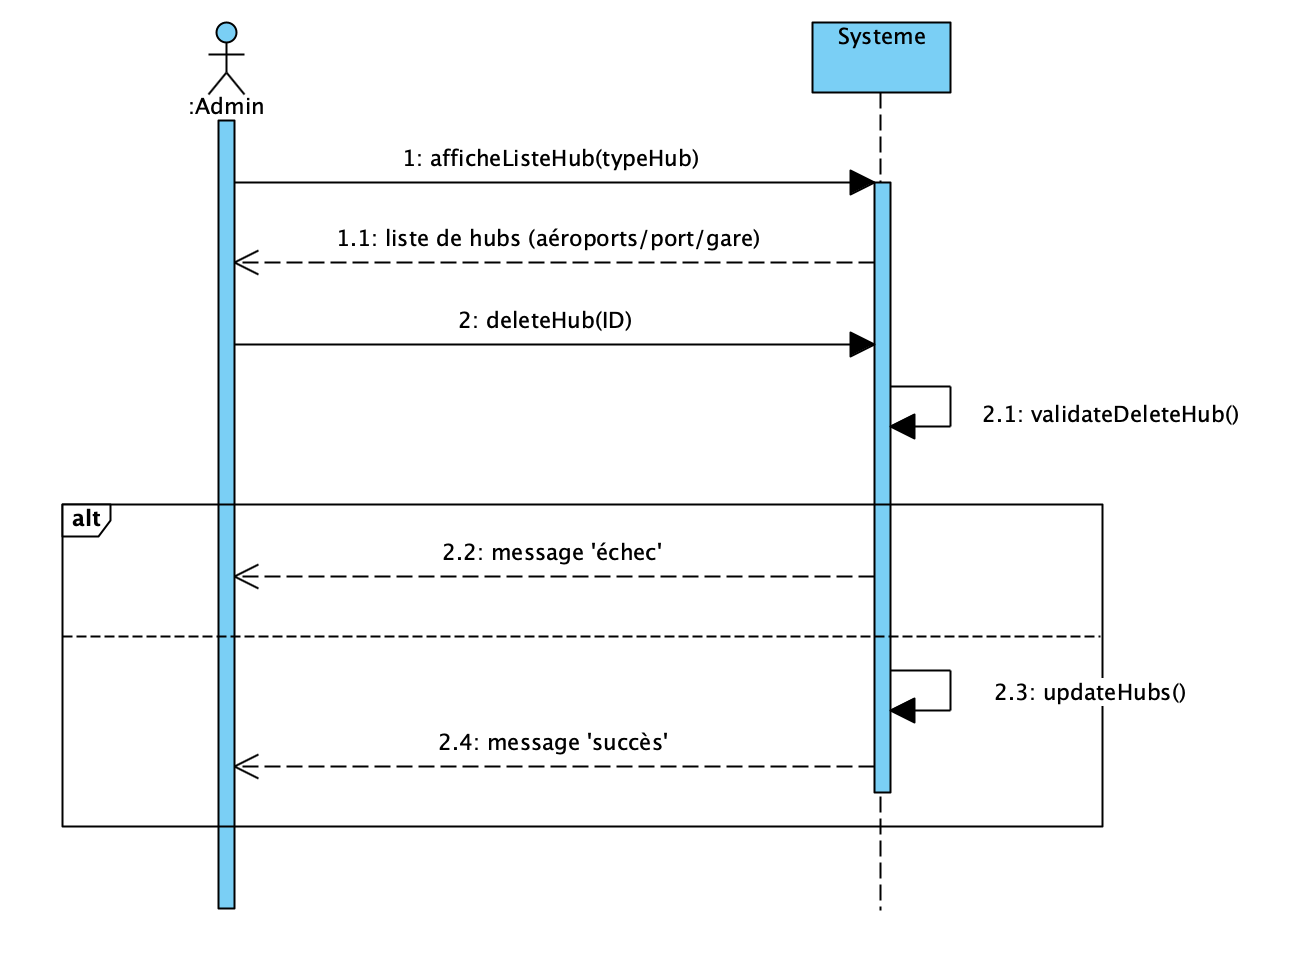 Systeme
:Admin
1: afficheListeHub(typeHub)
1.1: liste de hubs (aéroports/port/gare)
2: deleteHub(ID)
2.1: validateDeleteHub()
alt
2.2: message 'échec'
2.3: updateHubs()
2.4: message 'succès'